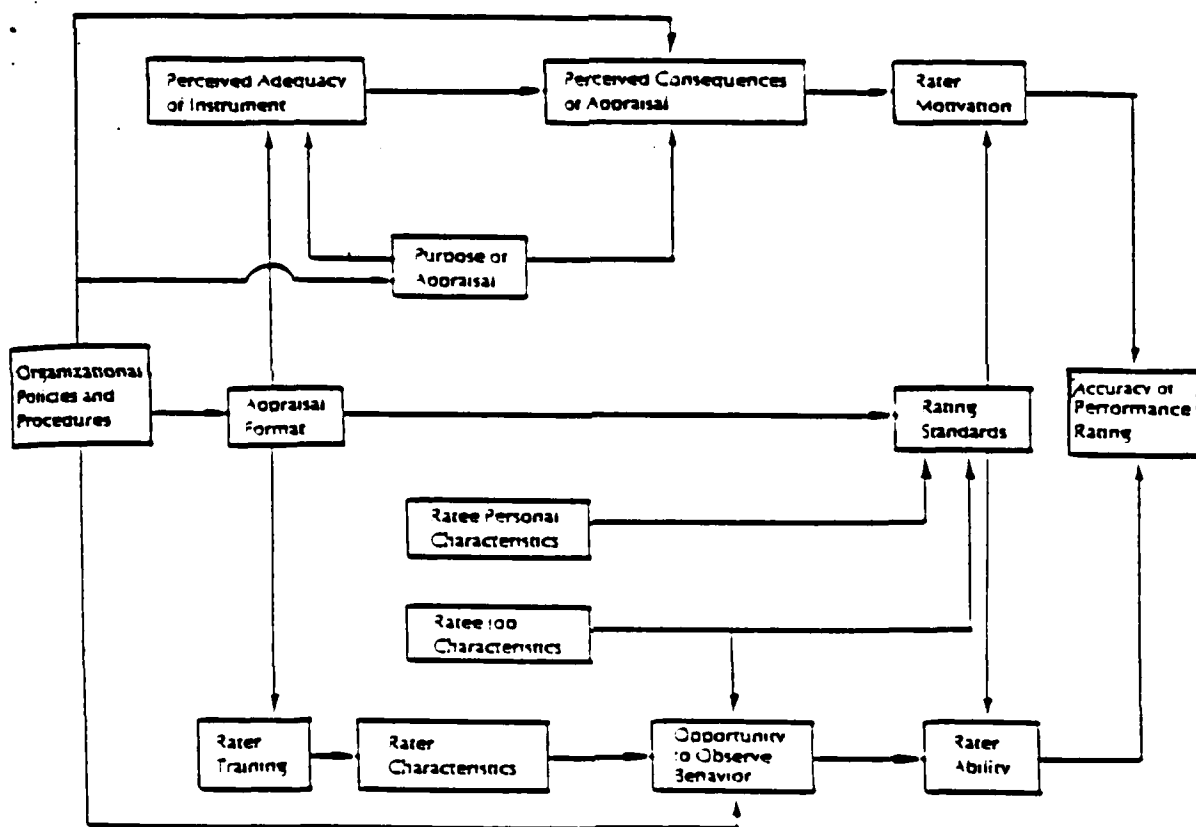 Perceived Adequacy
of Instrument
Perceived Consequences
of Appraisal
Rater
Motivation
Purpose of
Appraisal
Organizational
Policies and
Procedures
Appraisal
Format
Rating
Standards
Accuracy of
Performance
Rating
Ratee Personal
Characteristics
Ratee Job
Characteristics
Rater
Training
Rater
Characteristics
Opportunity
to Observe
Behavior
Rater
Ability